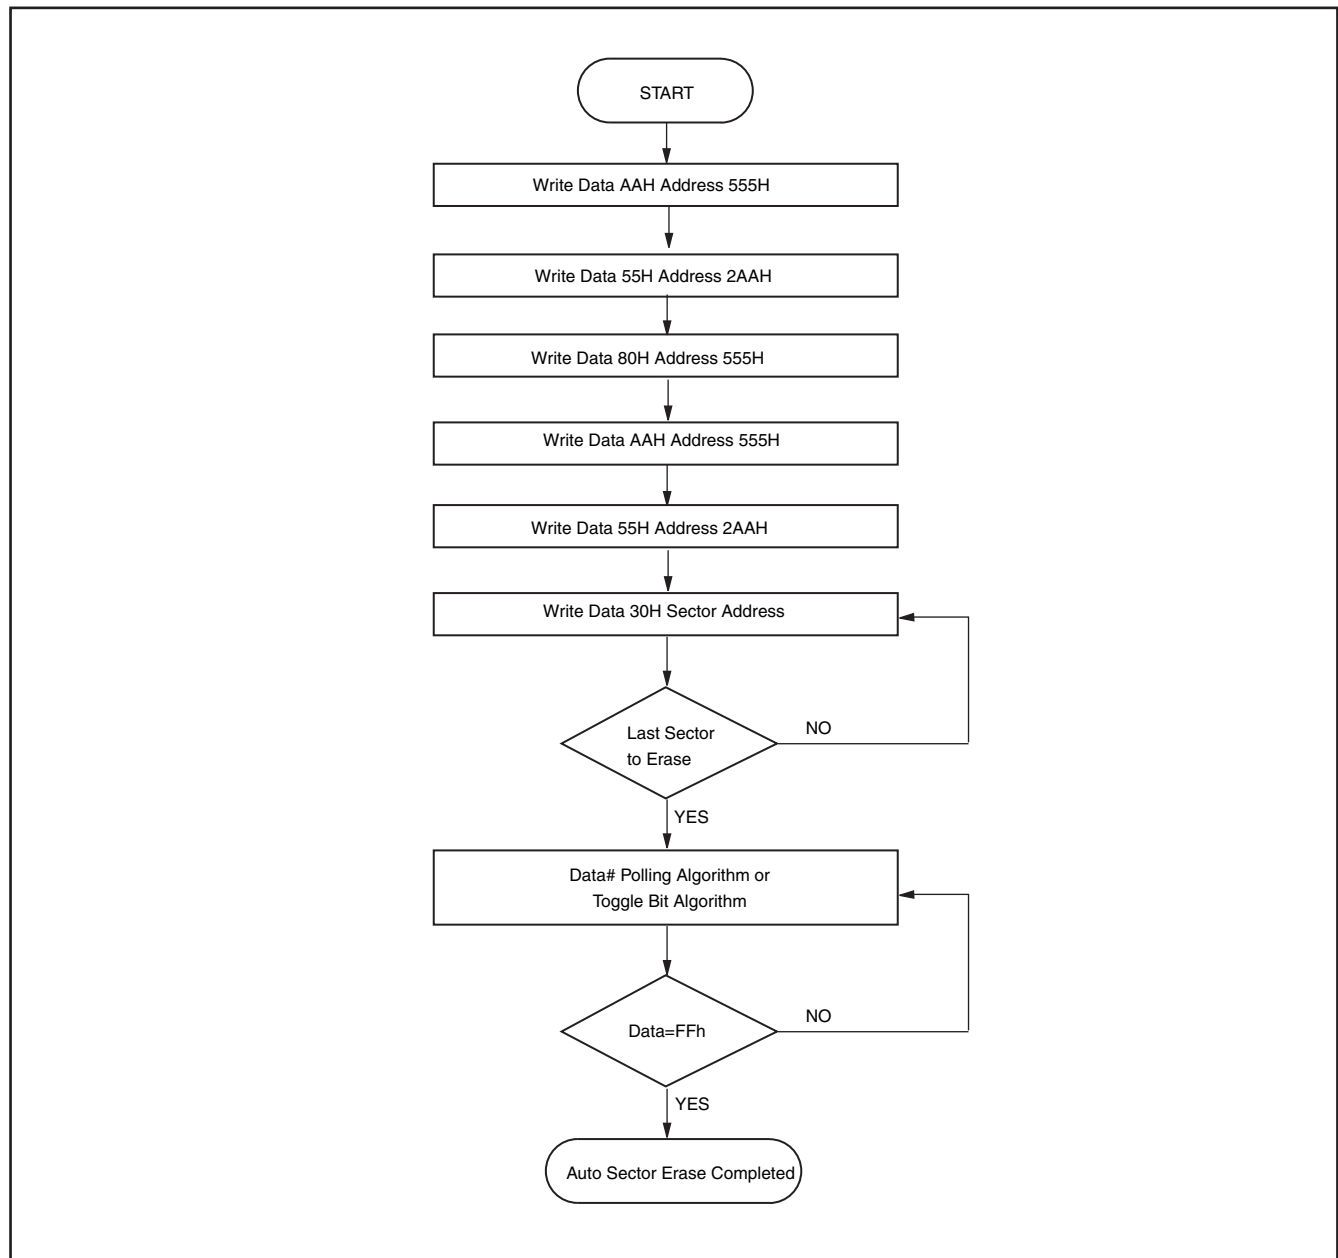 START
Write Data AAH Address 555H
Write Data 55H Address 2AAH
Write Data 80H Address 555H
Write Data AAH Address 555H
Write Data 55H Address 2AAH
Write Data 30H Sector Address
Last Sector
to Erase
NO
YES
Data# Polling Algorithm or
Toggle Bit Algorithm
Data=FFh
NO
YES
Auto Sector Erase Completed